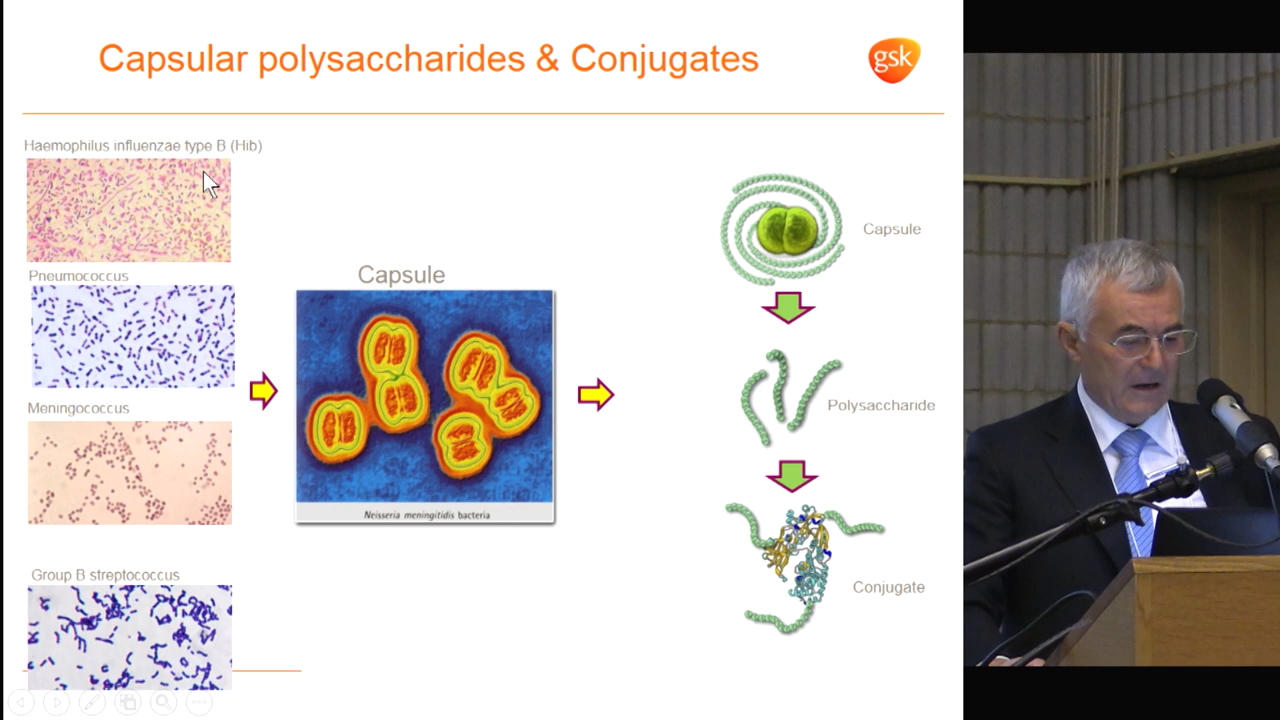 Capsular polysaccharides & Conjugates
gsk
Haemophilus influenzae type B (Hib)
Pneumococcus
Meningococcus
Group B streptococcus
Capsule
Neisseria meningitidis bacteria
Capsule
Polysaccharide
Conjugate